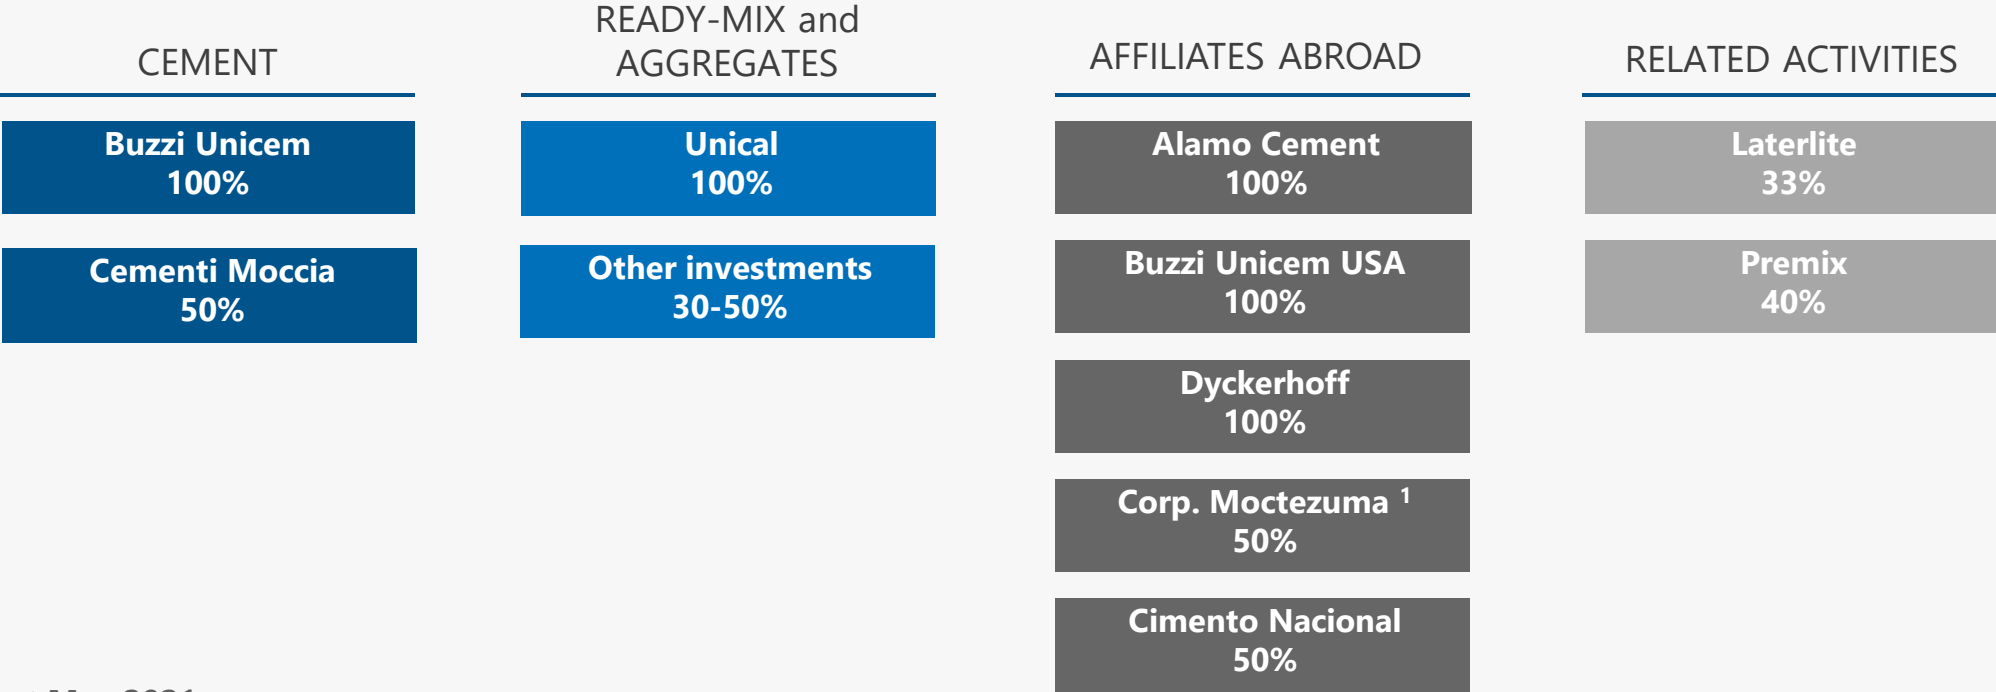 CEMENT
Buzzi Unicem
100%
Cementi Moccia
50%
READY-MIX and
AGGREGATES
Unical
100%
Other investments
30-50%
AFFILIATES ABROAD
Alamo Cement
100%
Buzzi Unicem USA
100%
Dyckerhoff
100%
Corp. Moctezuma ¹
50%
Cimento Nacional
50%
RELATED ACTIVITIES
Laterlite
33%
Premix
40%